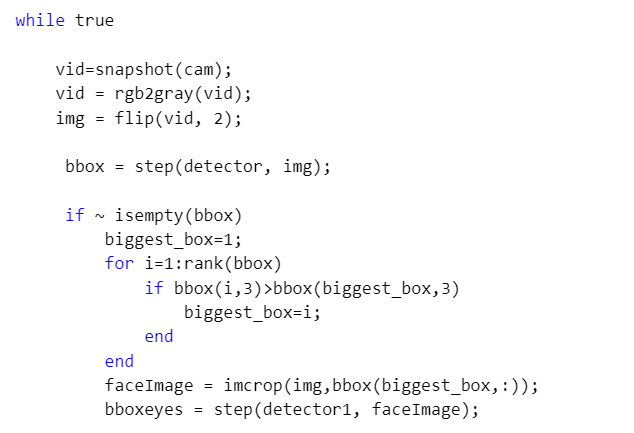 while true
vid=snapshot(cam);
vid = rgb2gray(vid);
img = flip(vid, 2);
bbox = step(detector, img);
if ~ isempty(bbox)
biggest_box=1;
for i=1:rank(bbox)
if bbox(i,3)>bbox(biggest_box,3)
biggest_box=i;
end
end
faceImage = imcrop(img,bbox(biggest_box,:));
bboxeyes = step(detector1, faceImage);